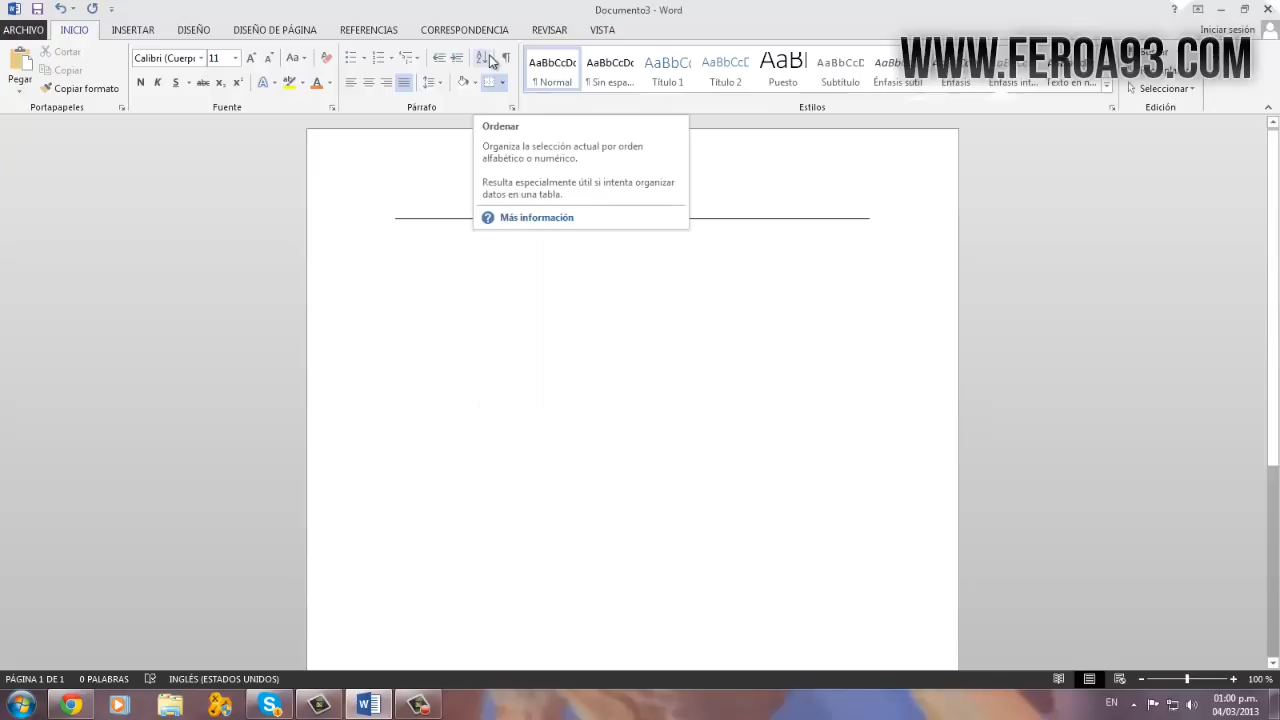 Documento3 - Word
ARCHIVO INICIO INSERTAR DISEÑO DISEÑO DE PÁGINA REFERENCIAS CORRESPONDENCIA REVISAR VISTA Iniciar sesión
WWW.FEROA93.COM
Pegar
Cortar
Copiar
Copiar formato
Calibri (Cuerp 11
AaBbCcDc AaBbCcDc AaBbC AaBbCcD AaB AaBbCcD
¶ Normal ¶ Sin espa... Título 1 Título 2 Puesto Subtítulo Énfasis sutil Énfasis Énfasis int... Texto en n...
Seleccionar
Portapapeles Fuente Párrafo Estilos Edición
Ordenar
Organiza la selección actual por orden
alfabético o numérico.
Resulta especialmente útil si intenta organizar
datos en una tabla.
Más información
PÁGINA 1 DE 1 0 PALABRAS INGLÉS (ESTADOS UNIDOS) 100 %
EN 01:00 p.m.
04/03/2013